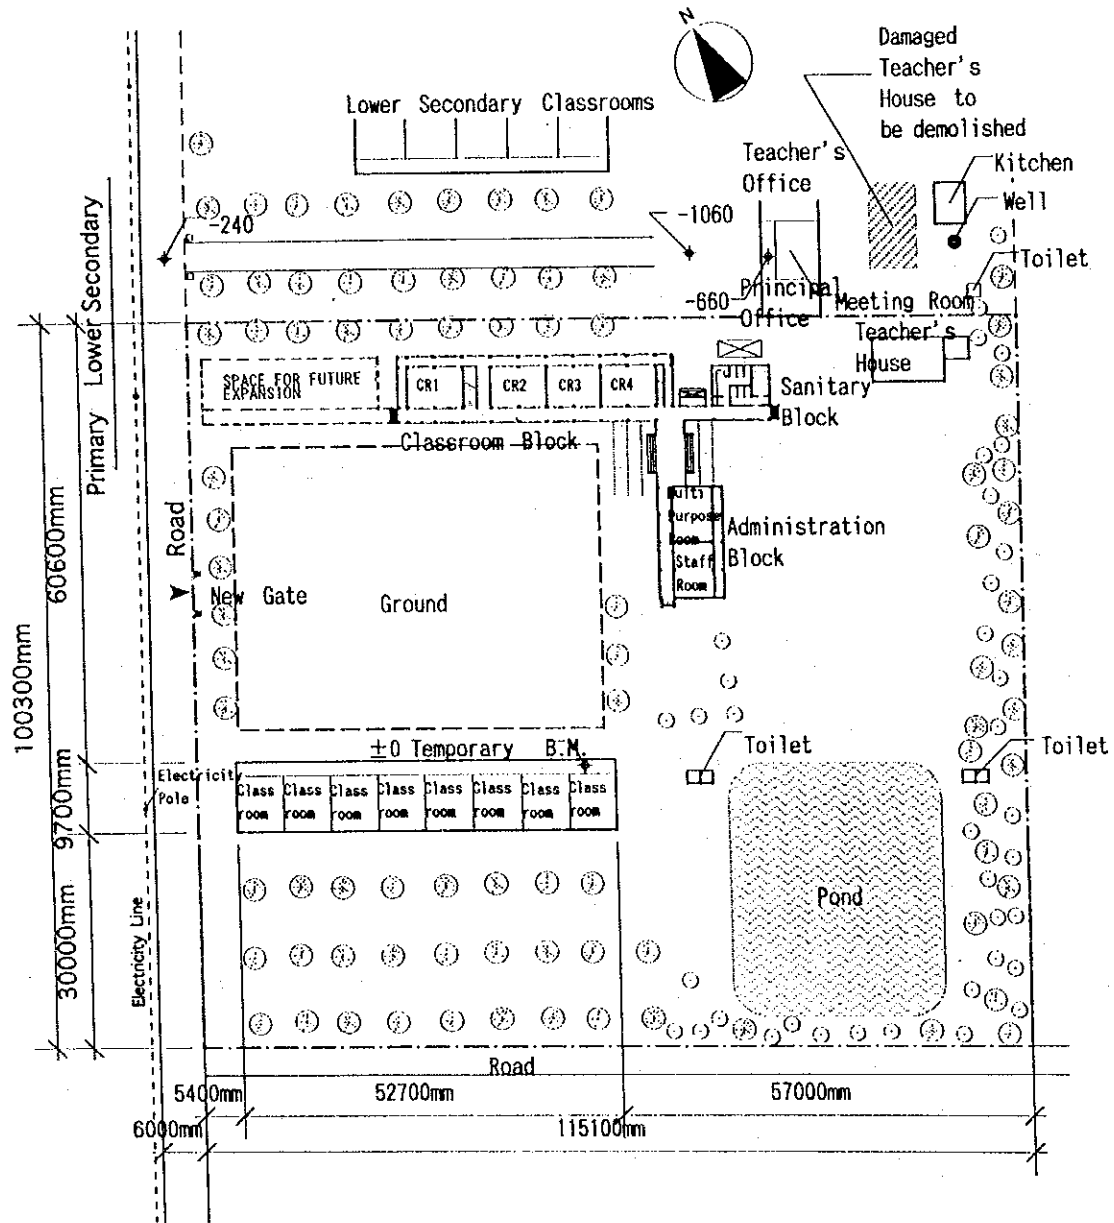 N
Damaged
Teacher's
House to
be demolished
Lower Secondary Classrooms
Teacher's
Office
Kitchen
Well
Toilet
-240
-1060
-660
Principal
Office
Meeting Room
Teacher's
House
Lower Secondary
Primary
SPACE FOR FUTURE
EXPANSION
CR1
CR2
CR3
CR4
Sanitary
Block
Classroom Block
Multi
Purpose
Room
Staff
Room
Administration
Block
Road
New Gate
Ground
60600mm
100300mm
9700mm
30000mm
±0 Temporary B.M.
Electricity
Pole
Class
room
Class
room
Class
room
Class
room
Class
room
Class
room
Class
room
Class
room
Toilet
Toilet
Pond
Electricity Line
Road
5400mm
52700mm
57000mm
6000mm
115100mm